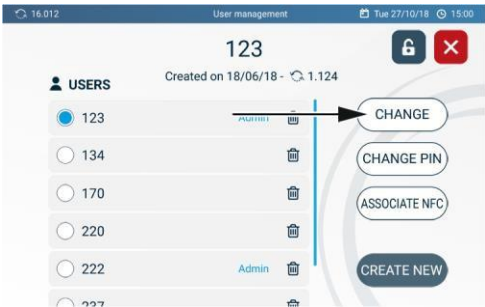 16.012 User management Tue 27/10/18 15:00
123
Created on 18/06/18 - 1.124
USERS
123 Admin
CHANGE
134
CHANGE PIN
170
ASSOCIATE NFC
220
222 Admin
CREATE NEW
237